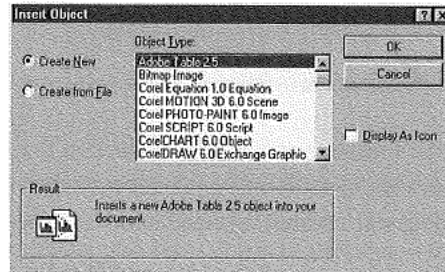 Insert Object
Object Type:
Create New
Create from File
Adobe Table 2.5
Bitmap Image
Corel Equation 1.0 Equation
Corel MOTION 3D 6.0 Scene
Corel PHOTO-PAINT 6.0 Image
Corel SCRIPT 6.0 Script
CorelCHART 6.0 Object
CorelDRAW 6.0 Exchange Graphic
OK
Cancel
Display As Icon
Result
Inserts a new Adobe Table 2.5 object into your
document.